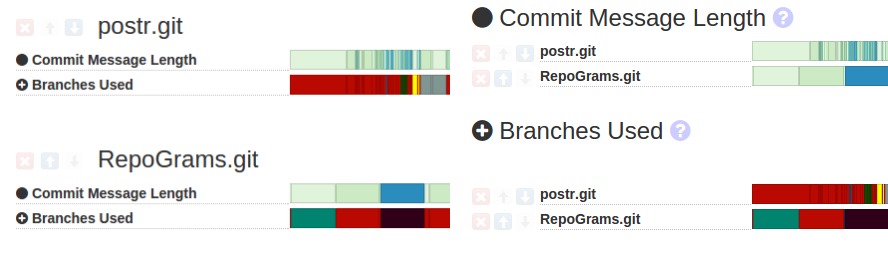 postr.git
Commit Message Length
Branches Used
RepoGrams.git
Commit Message Length
Branches Used
Commit Message Length ?
postr.git
RepoGrams.git
Branches Used ?
postr.git
RepoGrams.git